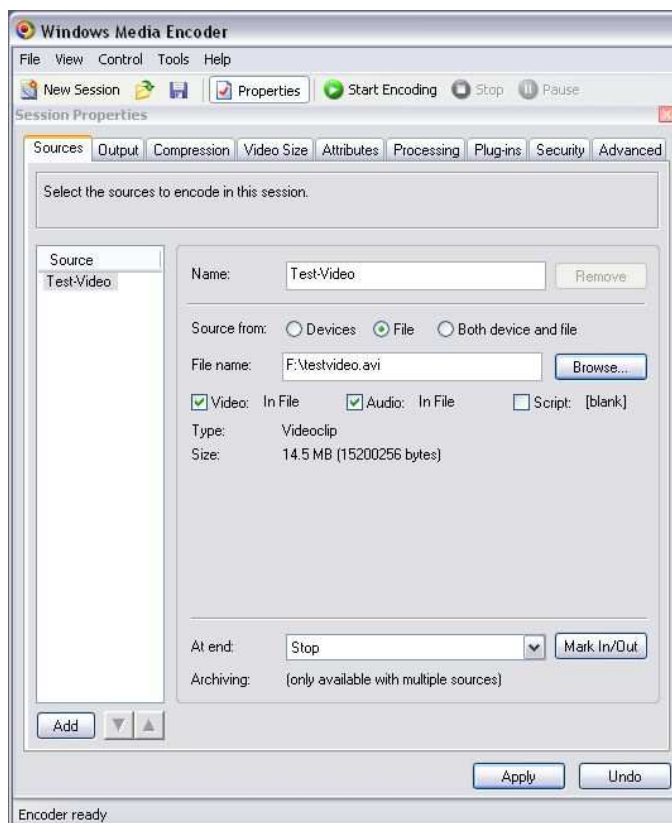 Windows Media Encoder
File View Control Tools Help
New Session Properties Start Encoding Stop Pause
Session Properties
Sources Output Compression Video Size Attributes Processing Plug-ins Security Advanced
Select the sources to encode in this session.
Source
Test-Video
Name: Test-Video Remove
Source from: Devices File Both device and file
File name: F:\testvideo.avi Browse...
Video: In File Audio: In File Script: [blank]
Type: Videoclip
Size: 14.5 MB (15200256 bytes)
At end: Stop Mark In/Out
Archiving: (only available with multiple sources)
Add
Apply Undo
Encoder ready